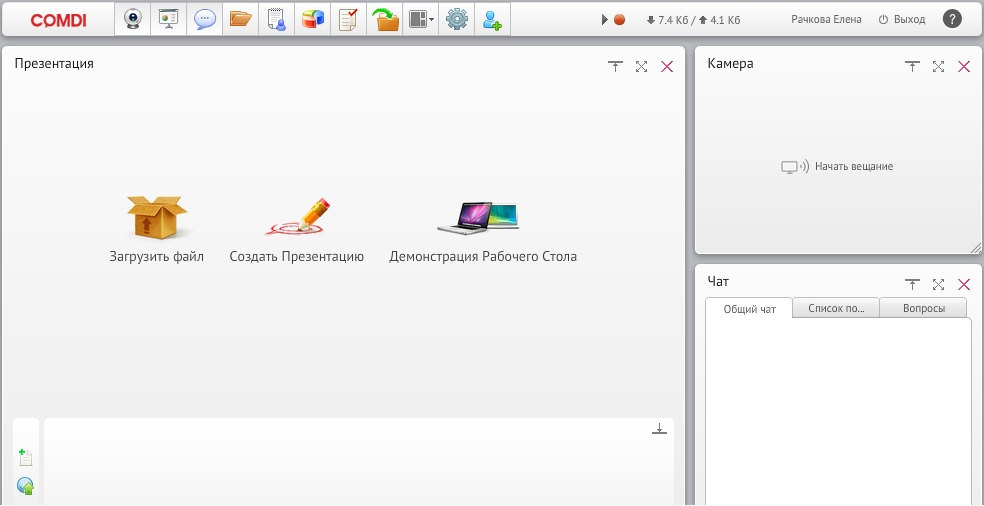 COMDI
7.4 Кб / 4.1 Кб
Рачкова Елена
Выход
?
Презентация
Загрузить файл
Создать Презентацию
Демонстрация Рабочего Стола
Камера
Начать вещание
Чат
Общий чат
Список по...
Вопросы